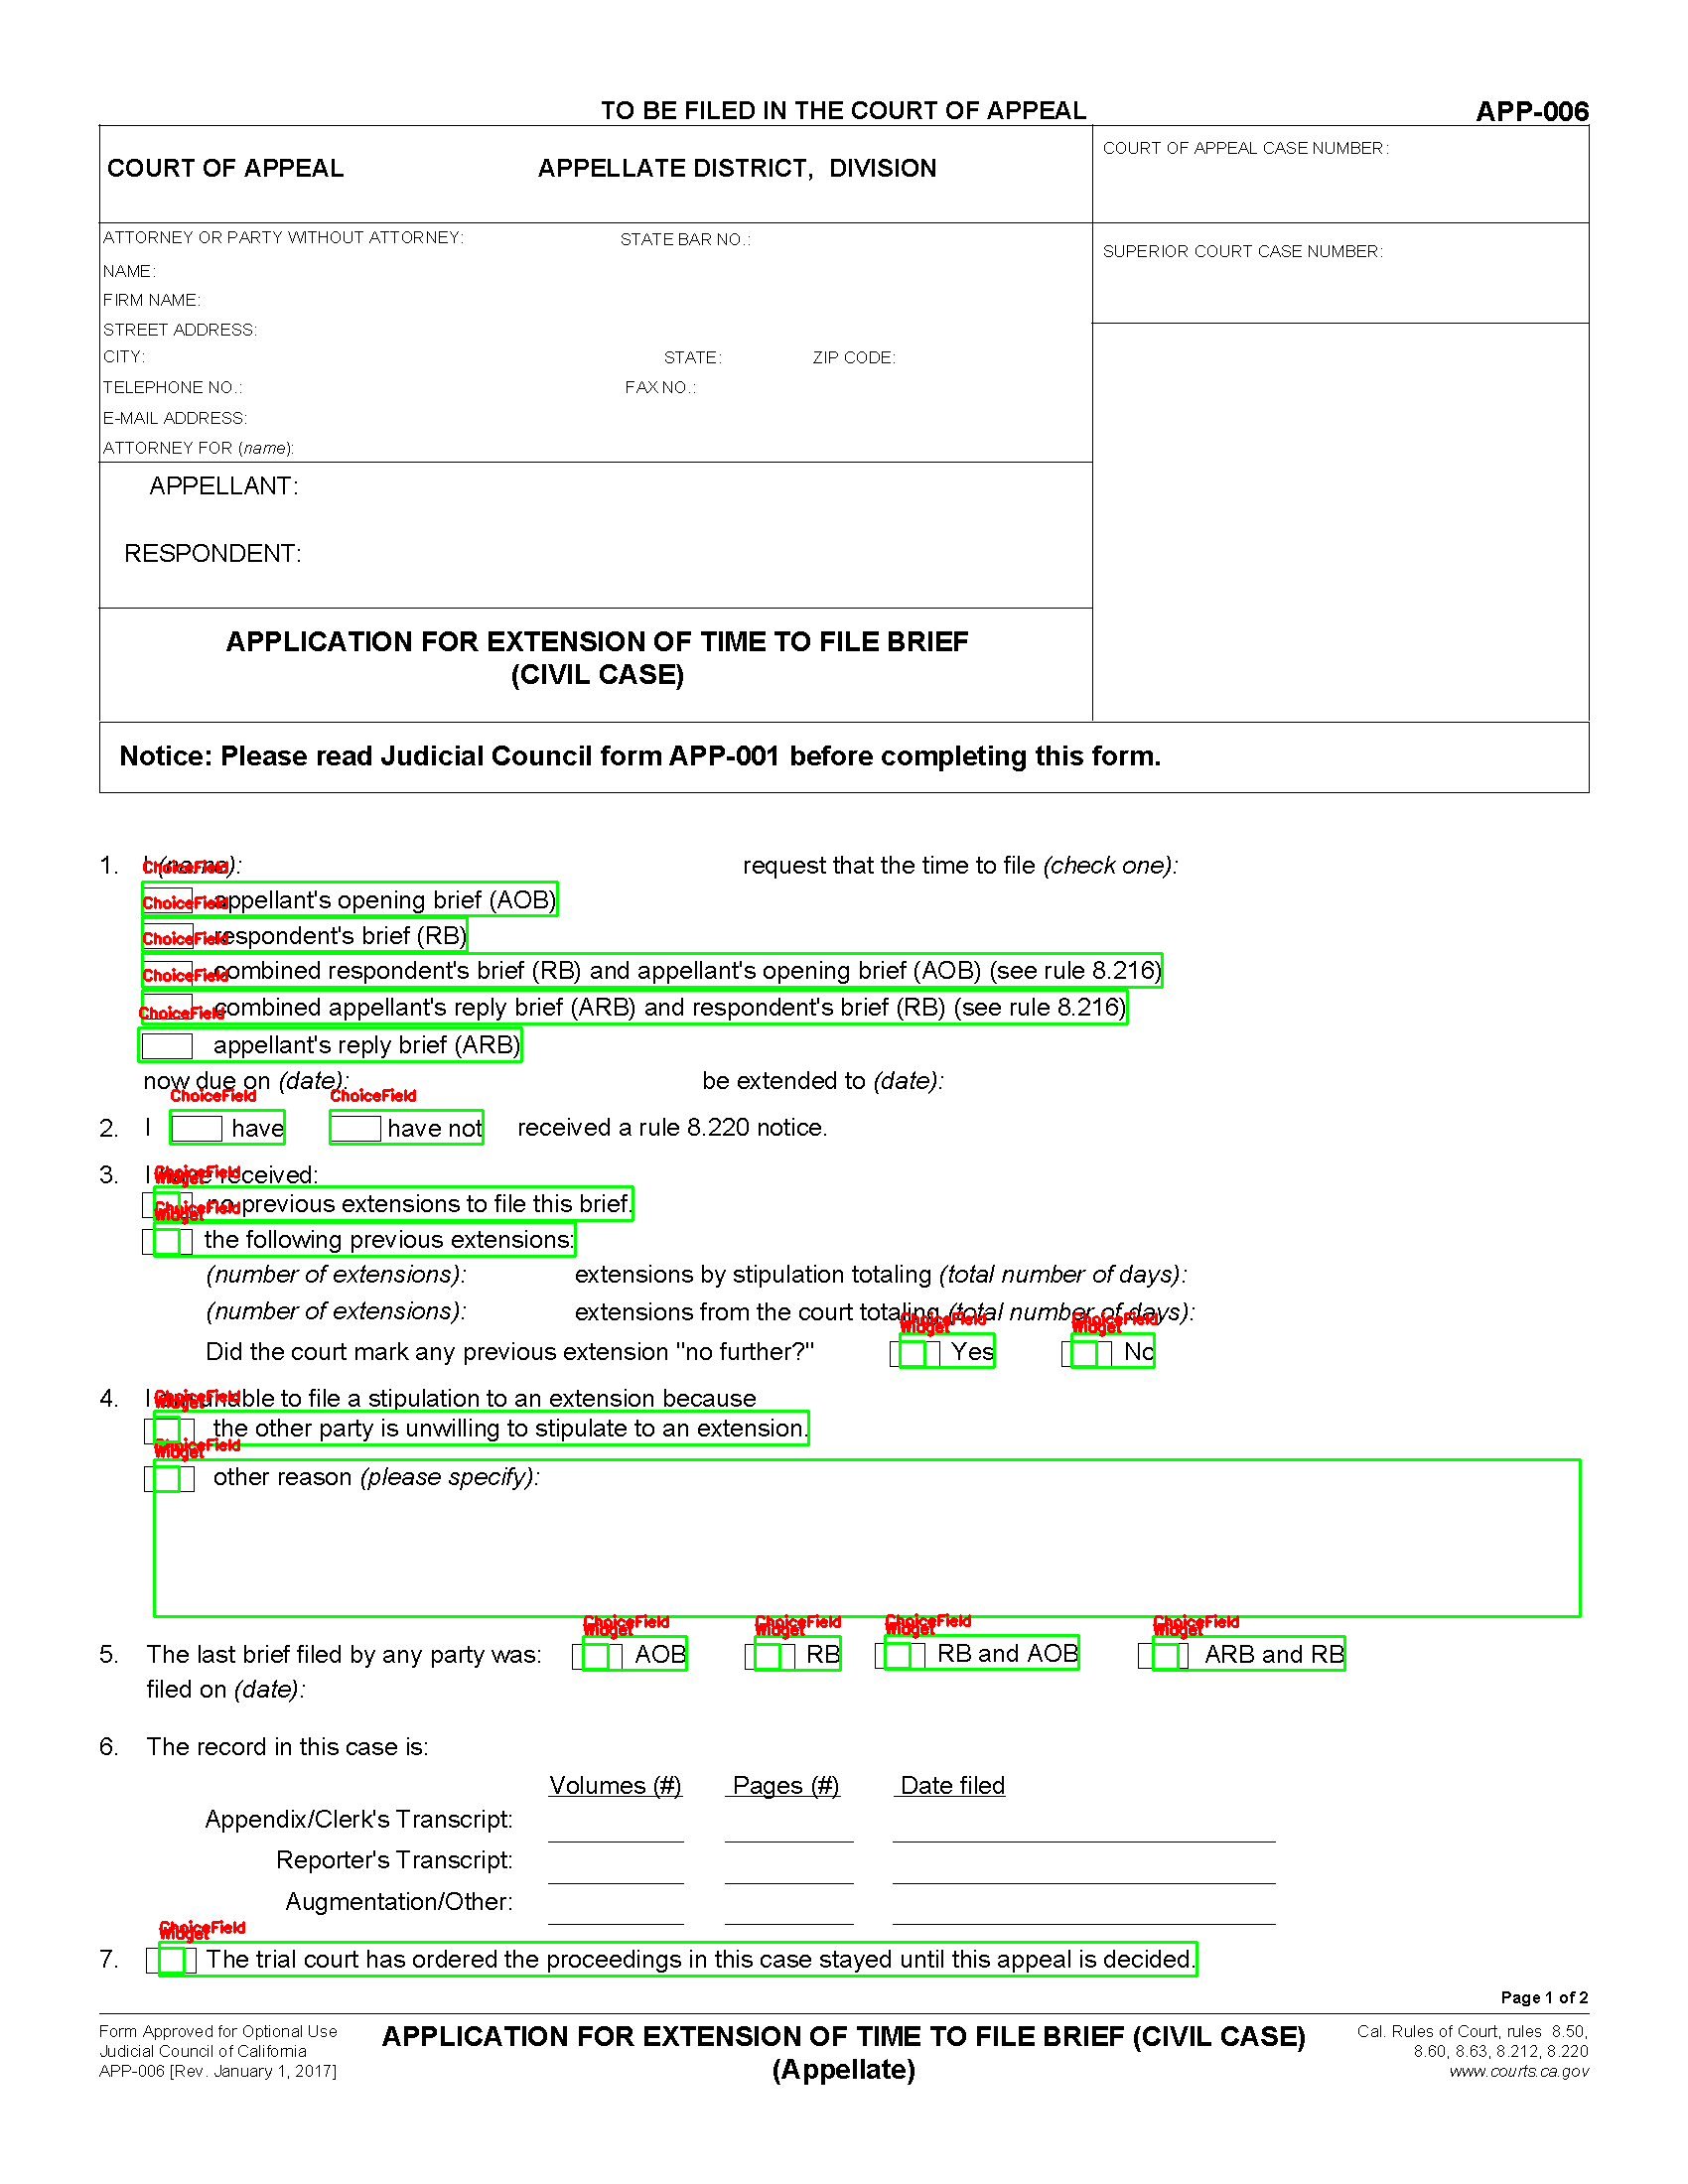 TO BE FILED IN THE COURT OF APPEAL APP-006
COURT OF APPEAL APPELLATE DISTRICT, DIVISION
COURT OF APPEAL CASE NUMBER:
ATTORNEY OR PARTY WITHOUT ATTORNEY: STATE BAR NO.:
NAME:
FIRM NAME:
STREET ADDRESS:
CITY: STATE: ZIP CODE:
TELEPHONE NO.: FAX NO.:
E-MAIL ADDRESS:
ATTORNEY FOR (name):
SUPERIOR COURT CASE NUMBER:
APPELLANT:
RESPONDENT:
APPLICATION FOR EXTENSION OF TIME TO FILE BRIEF
(CIVIL CASE)
Notice: Please read Judicial Council form APP-001 before completing this form.
1. I (name): request that the time to file (check one):
ChoiceField
appellant's opening brief (AOB)
ChoiceField
respondent's brief (RB)
ChoiceField
combined respondent's brief (RB) and appellant's opening brief (AOB) (see rule 8.216)
ChoiceField
combined appellant's reply brief (ARB) and respondent's brief (RB) (see rule 8.216)
ChoiceField
appellant's reply brief (ARB)
now due on (date): be extended to (date):
ChoiceField ChoiceField
2. I have have not received a rule 8.220 notice.
3. I have received:
ChoiceField
Widget
no previous extensions to file this brief.
ChoiceField
Widget
the following previous extensions:
(number of extensions): extensions by stipulation totaling (total number of days):
(number of extensions): extensions from the court totaling (total number of days):
ChoiceField ChoiceField
Widget Widget
Did the court mark any previous extension "no further?" Yes No
4. I am unable to file a stipulation to an extension because
ChoiceField
Widget
the other party is unwilling to stipulate to an extension.
ChoiceField
Widget
other reason (please specify):
ChoiceField ChoiceField ChoiceField ChoiceField
Widget Widget Widget Widget
5. The last brief filed by any party was: AOB RB RB and AOB ARB and RB
filed on (date):
6. The record in this case is:
Volumes (#) Pages (#) Date filed
Appendix/Clerk's Transcript:
Reporter's Transcript:
Augmentation/Other:
ChoiceField
Widget
7. The trial court has ordered the proceedings in this case stayed until this appeal is decided.
Page 1 of 2
Form Approved for Optional Use
Judicial Council of California
APP-006 [Rev. January 1, 2017]
APPLICATION FOR EXTENSION OF TIME TO FILE BRIEF (CIVIL CASE)
(Appellate)
Cal. Rules of Court, rules 8.50,
8.60, 8.63, 8.212, 8.220
www.courts.ca.gov